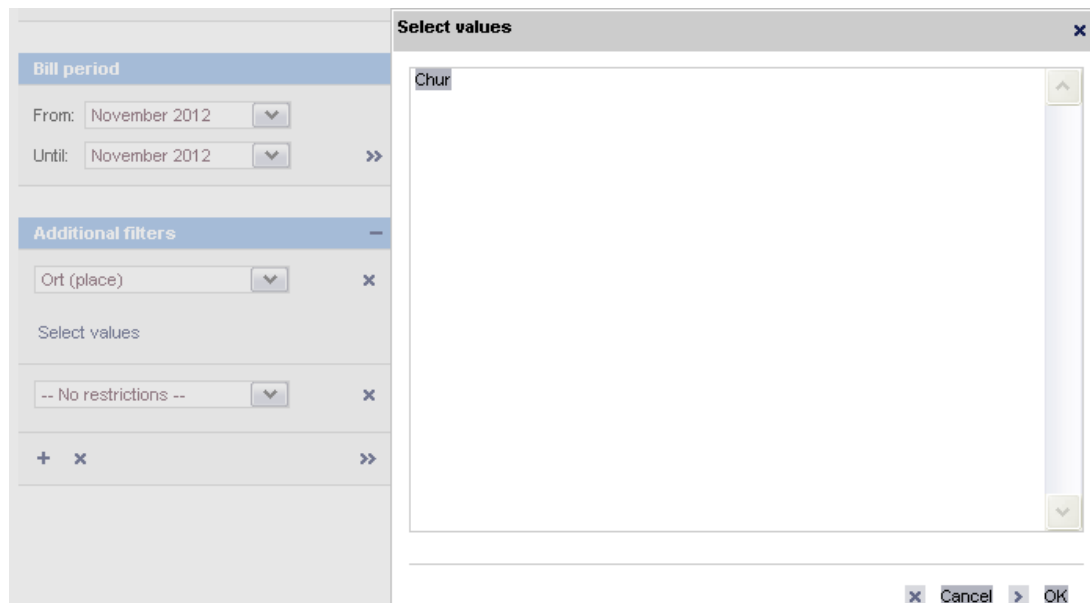 Bill period
From: November 2012
Until: November 2012
Additional filters
Ort (place)
Select values
-- No restrictions --
Select values
Chur
Cancel OK